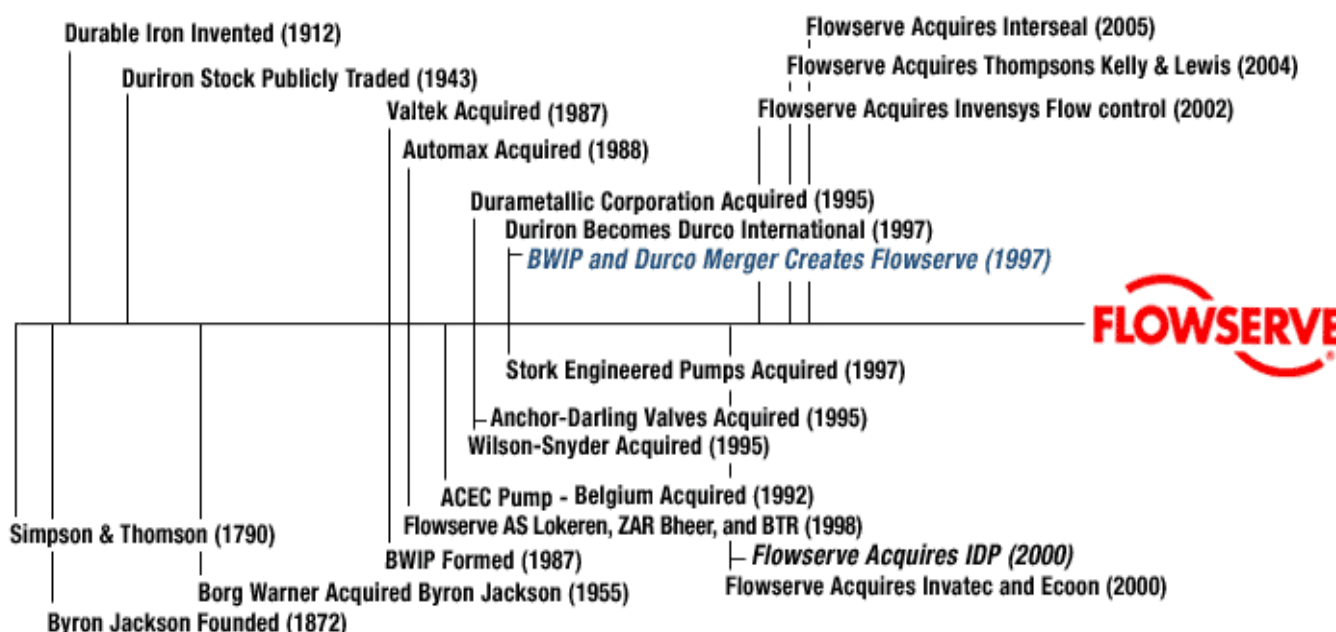 Durable Iron Invented (1912)
Flowserve Acquires Interseal (2005)
Duriron Stock Publicly Traded (1943)
Flowserve Acquires Thompsons Kelly & Lewis (2004)
Valtek Acquired (1987)
Flowserve Acquires Invensys Flow control (2002)
Automax Acquired (1988)
Durametallic Corporation Acquired (1995)
Duriron Becomes Durco International (1997)
BWIP and Durco Merger Creates Flowserve (1997)
FLOWSERVE
®
Stork Engineered Pumps Acquired (1997)
Anchor-Darling Valves Acquired (1995)
Wilson-Snyder Acquired (1995)
ACEC Pump - Belgium Acquired (1992)
Flowserve AS Lokeren, ZAR Bheer, and BTR (1998)
Simpson & Thomson (1790)
BWIP Formed (1987)
Flowserve Acquires IDP (2000)
Flowserve Acquires Invatec and Ecoon (2000)
Borg Warner Acquired Byron Jackson (1955)
Byron Jackson Founded (1872)